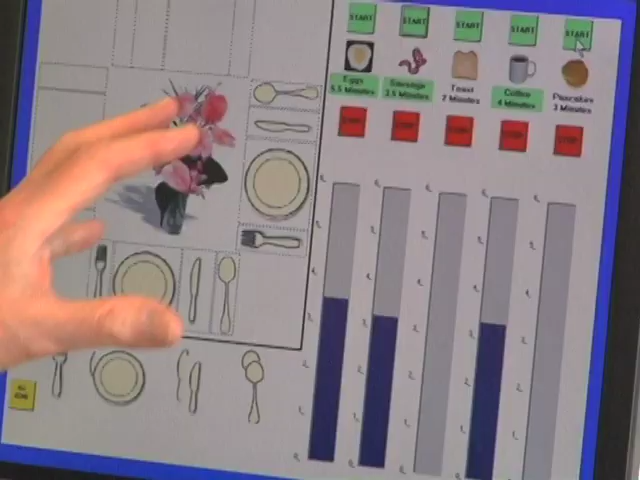 START START START START START
Eggs Sausage Toast Coffee Pancakes
5.5 Minutes 3.5 Minutes 2 Minutes 4 Minutes 3 Minutes
STOP STOP STOP STOP STOP